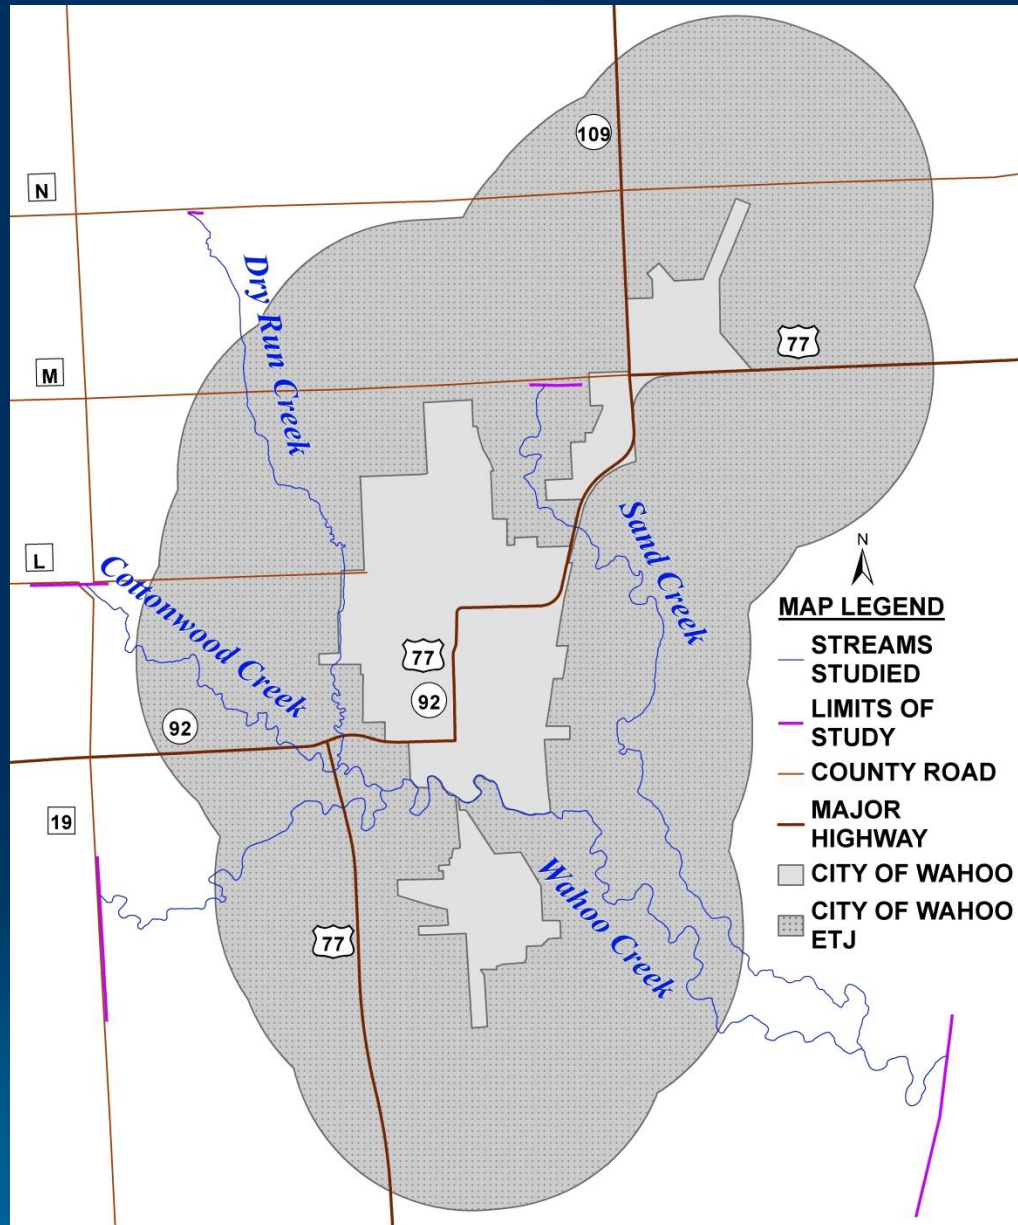 109
N
Dry Run Creek
77
M
Sand Creek
L
Cottonwood Creek
N
MAP LEGEND
STREAMS
STUDIED
LIMITS OF
STUDY
COUNTY ROAD
MAJOR
HIGHWAY
CITY OF WAHOO
CITY OF WAHOO
ETJ
77
92
92
19
Wahoo Creek
77